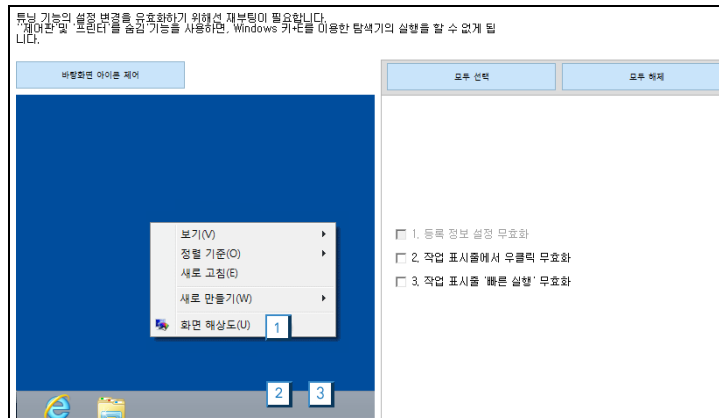 튜닝 기능의 설정 변경을 유효화하기 위해선 재부팅이 필요합니다.
'제어판 및 '프린터'를 숨김'기능을 사용하면, Windows 키+E를 이용한 탐색기의 실행을 할 수 없게 됩
니다.
바탕화면 아이콘 제어
모두 선택
모두 해제
보기(V)
정렬 기준(O)
새로 고침(E)
새로 만들기(W)
화면 해상도(U)
1
2
3
1. 등록 정보 설정 무효화
2. 작업 표시줄에서 우클릭 무효화
3. 작업 표시줄 '빠른 실행' 무효화